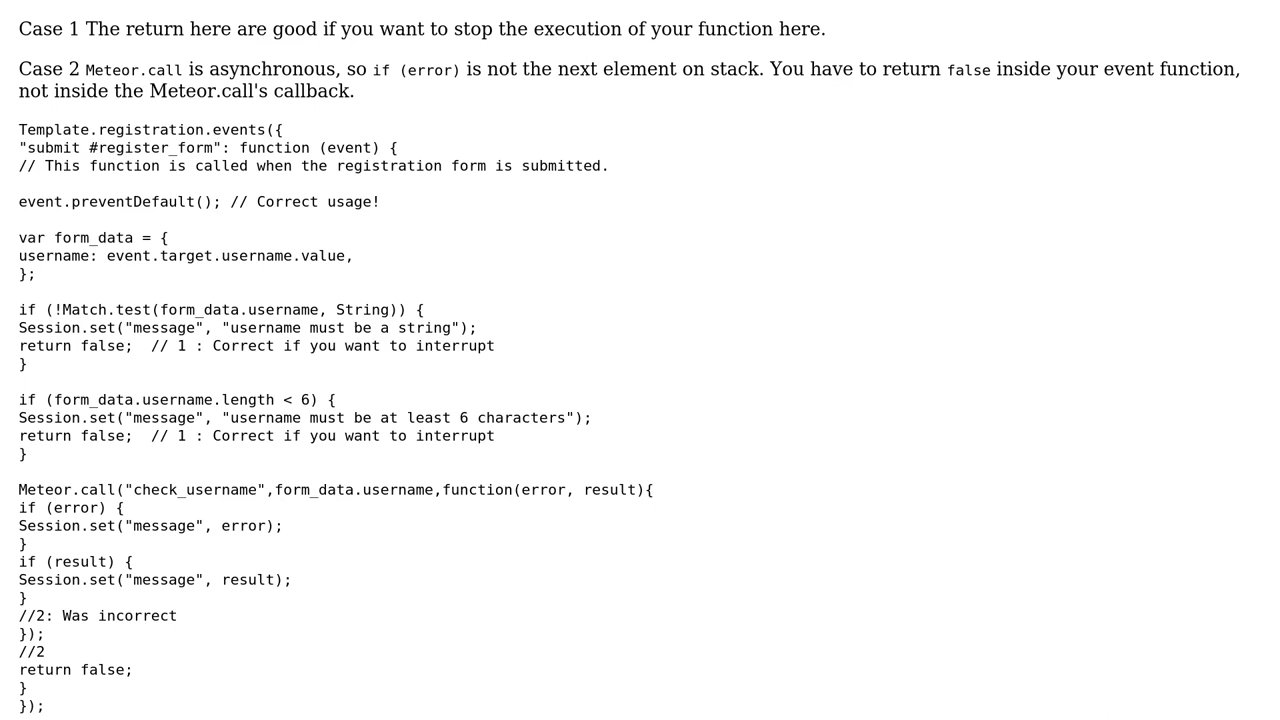 Case 1 The return here are good if you want to stop the execution of your function here.
Case 2 Meteor.call is asynchronous, so if (error) is not the next element on stack. You have to return false inside your event function,
not inside the Meteor.call's callback.
Template.registration.events({
"submit #register_form": function (event) {
// This function is called when the registration form is submitted.
event.preventDefault(); // Correct usage!
var form_data = {
username: event.target.username.value,
};
if (!Match.test(form_data.username, String)) {
Session.set("message", "username must be a string");
return false;  // 1 : Correct if you want to interrupt
}
if (form_data.username.length < 6) {
Session.set("message", "username must be at least 6 characters");
return false;  // 1 : Correct if you want to interrupt
}
Meteor.call("check_username",form_data.username,function(error, result){
if (error) {
Session.set("message", error);
}
if (result) {
Session.set("message", result);
}
//2: Was incorrect
});
//2
return false;
}
});